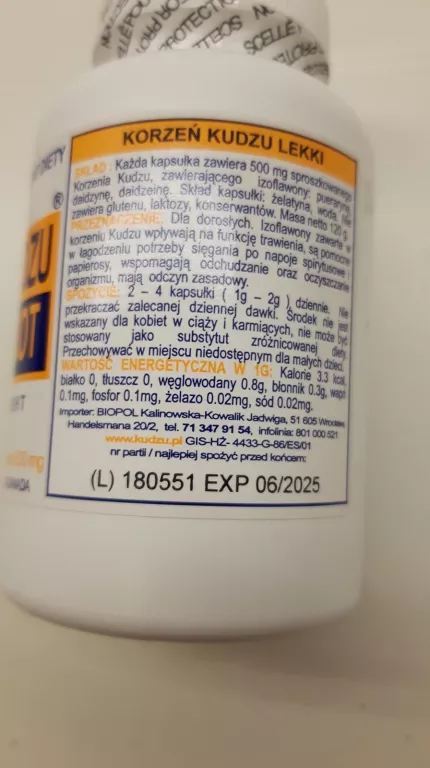 PROTECTION
SCELLÉ POU
KORZEŃ KUDZU LEKKI
SKŁAD: Każda kapsułka zawiera 500 mg sproszkowanego
Korzenia Kudzu, zawierającego izoflawony: puerarynę,
daidzynę, daidzeinę. Skład kapsułki: żelatyna, woda, nie
zawiera glutenu, laktozy, konserwantów. Masa netto 120 g
PRZEZNACZENIE: Dla dorosłych. Izoflawony zawarte w
korzeniu Kudzu wpływają na funkcję trawienia, są pomocne
w łagodzeniu potrzeby sięgania po napoje spirytusowe i
papierosy, wspomagają odchudzanie oraz oczyszczanie
organizmu, mają odczyn zasadowy.
SPOŻYCIE: 2 – 4 kapsułki ( 1g – 2g ) dziennie. Nie
przekraczać zalecanej dziennej dawki. Środek nie jest
wskazany dla kobiet w ciąży i karmiących, nie może być
stosowany jako substytut zróżnicowanej diety.
Przechowywać w miejscu niedostępnym dla małych dzieci.
WARTOŚĆ ENERGETYCZNA W 1G: Kalorie 3.3 kcal,
białko 0, tłuszcz 0, węglowodany 0.8g, błonnik 0.3g, wapń
0.1mg, fosfor 0.1mg, żelazo 0.02mg, sód 0.02mg.
Importer: BIOPOL Kalinowska-Kowalik Jadwiga, 51 605 Wrocław,
Handelsmana 20/2, tel. 71 347 91 54, infolinia: 801 000 521
www.kudzu.pl GIS-HŻ- 4433-G-86/ES/01
nr partii / najlepiej spożyć przed końcem:
(L) 180551 EXP 06/2025
DIETY
®
ZU
OT